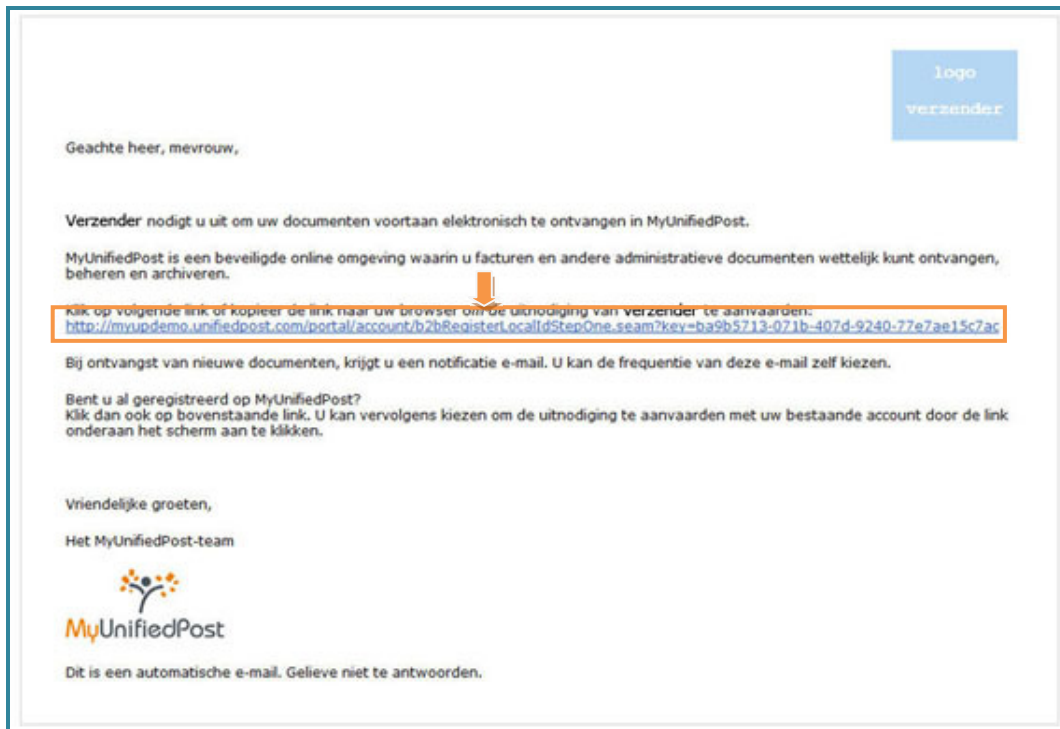 logo
verzender
Geachte heer, mevrouw,
Verzender nodigt u uit om uw documenten voortaan elektronisch te ontvangen in MyUnifiedPost.
MyUnifiedPost is een beveiligde online omgeving waarin u facturen en andere administratieve documenten wettelijk kunt ontvangen,
beheren en archiveren.
Klik op volgende link of kopieer de link naar uw browser om de uitnodiging van verzender te aanvaarden:
http://myupdemo.unifiedpost.com/portal/account/b2bRegisterLocalIdStepOne.seam?key=ba9b5713-071b-407d-9240-77e7ae15c7ac
Bij ontvangst van nieuwe documenten, krijgt u een notificatie e-mail. U kan de frequentie van deze e-mail zelf kiezen.
Bent u al geregistreerd op MyUnifiedPost?
Klik dan ook op bovenstaande link. U kan vervolgens kiezen om de uitnodiging te aanvaarden met uw bestaande account door de link
onderaan het scherm aan te klikken.
Vriendelijke groeten,
Het MyUnifiedPost-team
MyUnifiedPost
Dit is een automatische e-mail. Gelieve niet te antwoorden.